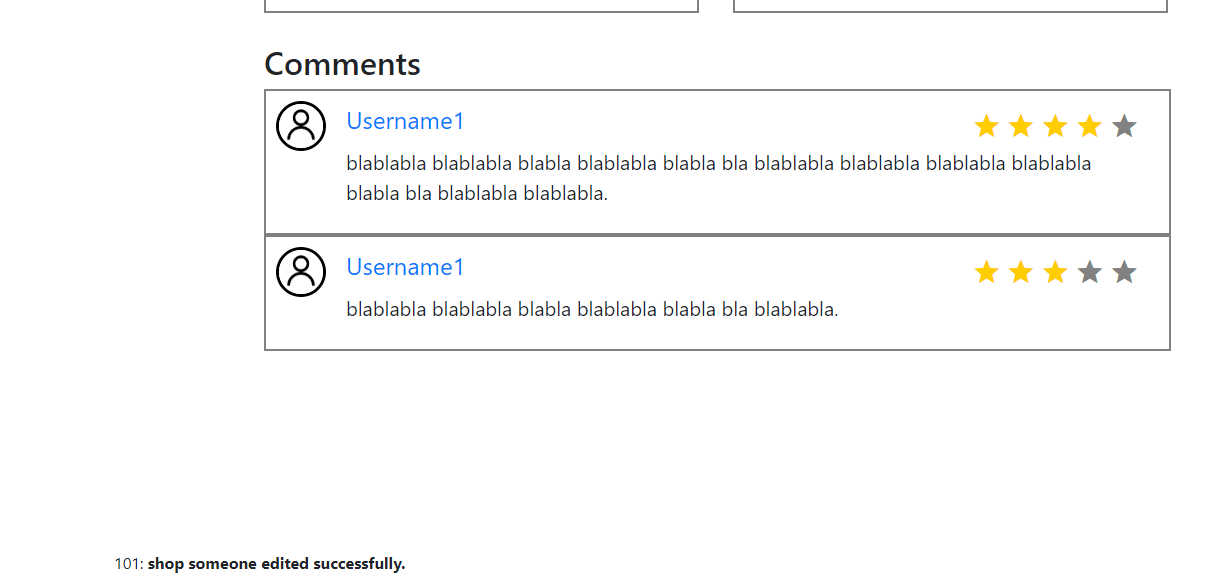 Comments
Username1
blablabla blablabla blabla blablabla blabla bla blablabla blablabla blablabla blablabla
blabla bla blablabla blablabla.
Username1
blablabla blablabla blabla blablabla blabla bla blablabla.
101: shop someone edited successfully.